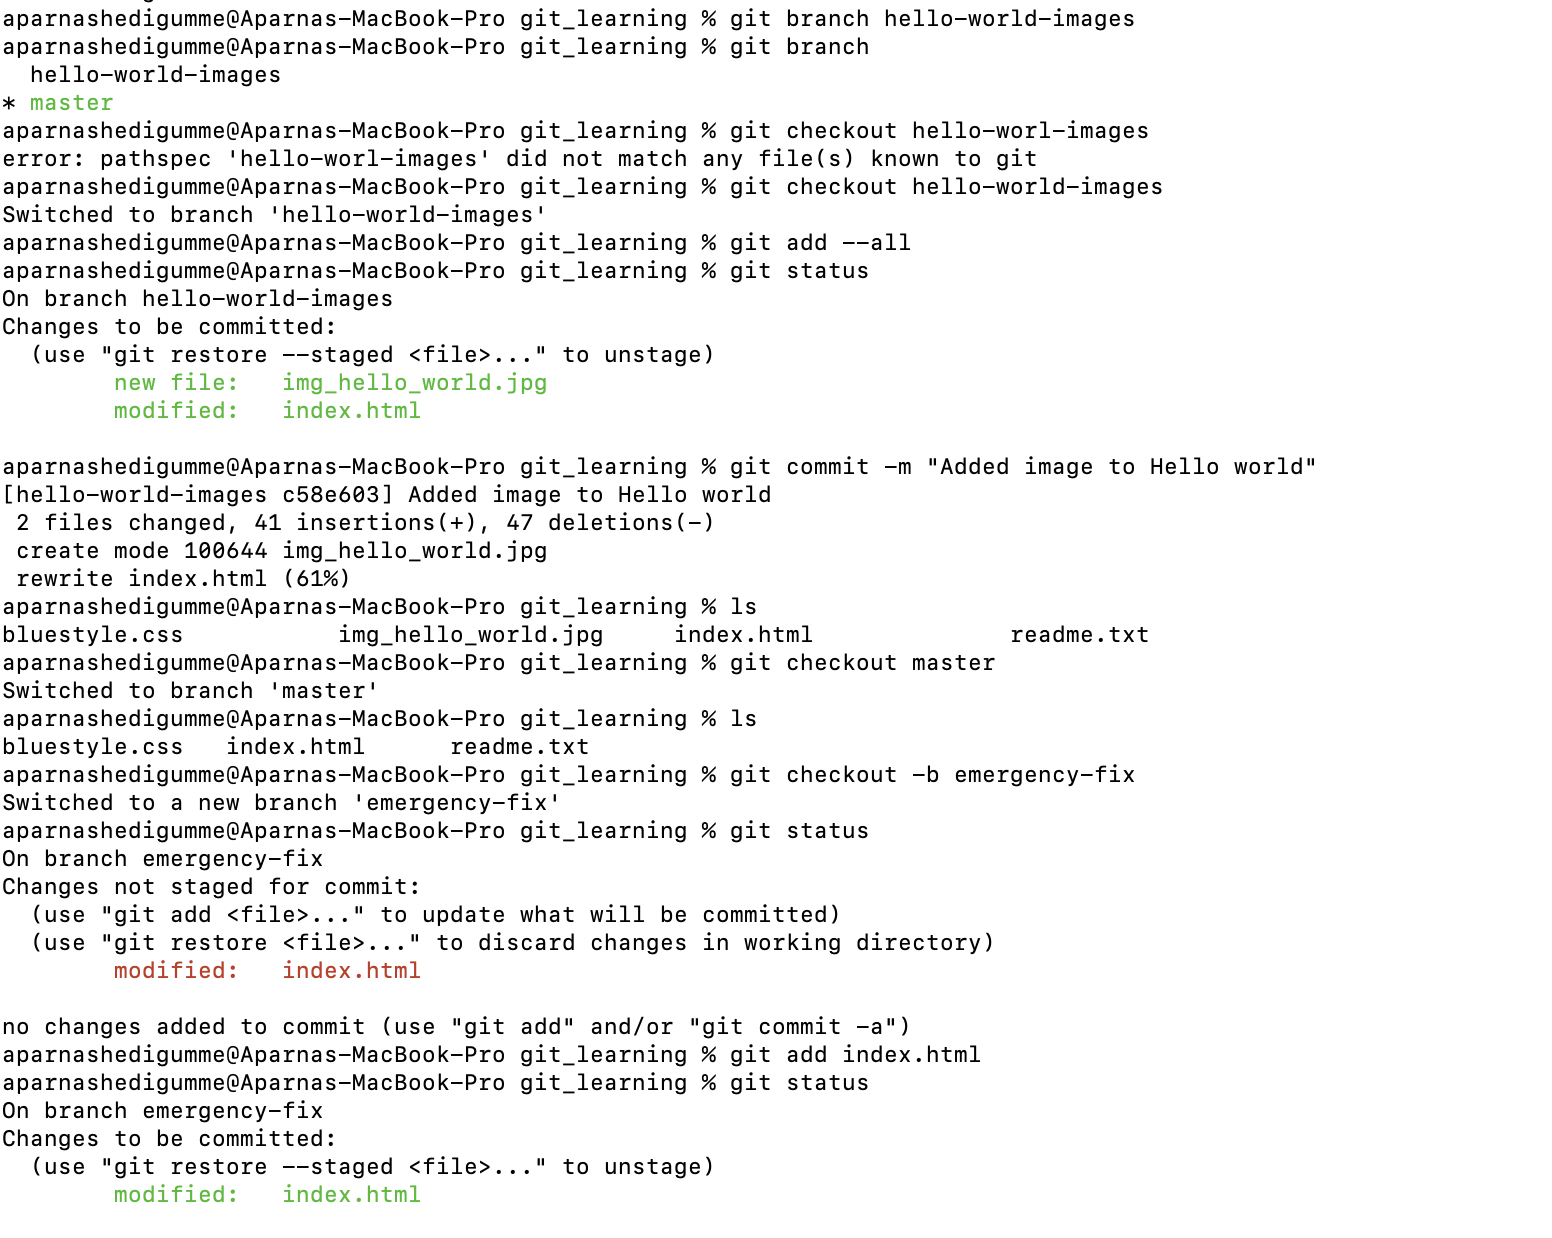 aparnashedigumme@Aparnas-MacBook-Pro git_learning % git branch hello-world-images
aparnashedigumme@Aparnas-MacBook-Pro git_learning % git branch
  hello-world-images
* master
aparnashedigumme@Aparnas-MacBook-Pro git_learning % git checkout hello-worl-images
error: pathspec 'hello-worl-images' did not match any file(s) known to git
aparnashedigumme@Aparnas-MacBook-Pro git_learning % git checkout hello-world-images
Switched to branch 'hello-world-images'
aparnashedigumme@Aparnas-MacBook-Pro git_learning % git add --all
aparnashedigumme@Aparnas-MacBook-Pro git_learning % git status
On branch hello-world-images
Changes to be committed:
  (use "git restore --staged <file>..." to unstage)
        new file:   img_hello_world.jpg
        modified:   index.html

aparnashedigumme@Aparnas-MacBook-Pro git_learning % git commit -m "Added image to Hello world"
[hello-world-images c58e603] Added image to Hello world
 2 files changed, 41 insertions(+), 47 deletions(-)
 create mode 100644 img_hello_world.jpg
 rewrite index.html (61%)
aparnashedigumme@Aparnas-MacBook-Pro git_learning % ls
bluestyle.css           img_hello_world.jpg     index.html              readme.txt
aparnashedigumme@Aparnas-MacBook-Pro git_learning % git checkout master
Switched to branch 'master'
aparnashedigumme@Aparnas-MacBook-Pro git_learning % ls
bluestyle.css   index.html      readme.txt
aparnashedigumme@Aparnas-MacBook-Pro git_learning % git checkout -b emergency-fix
Switched to a new branch 'emergency-fix'
aparnashedigumme@Aparnas-MacBook-Pro git_learning % git status
On branch emergency-fix
Changes not staged for commit:
  (use "git add <file>..." to update what will be committed)
  (use "git restore <file>..." to discard changes in working directory)
        modified:   index.html

no changes added to commit (use "git add" and/or "git commit -a")
aparnashedigumme@Aparnas-MacBook-Pro git_learning % git add index.html
aparnashedigumme@Aparnas-MacBook-Pro git_learning % git status
On branch emergency-fix
Changes to be committed:
  (use "git restore --staged <file>..." to unstage)
        modified:   index.html